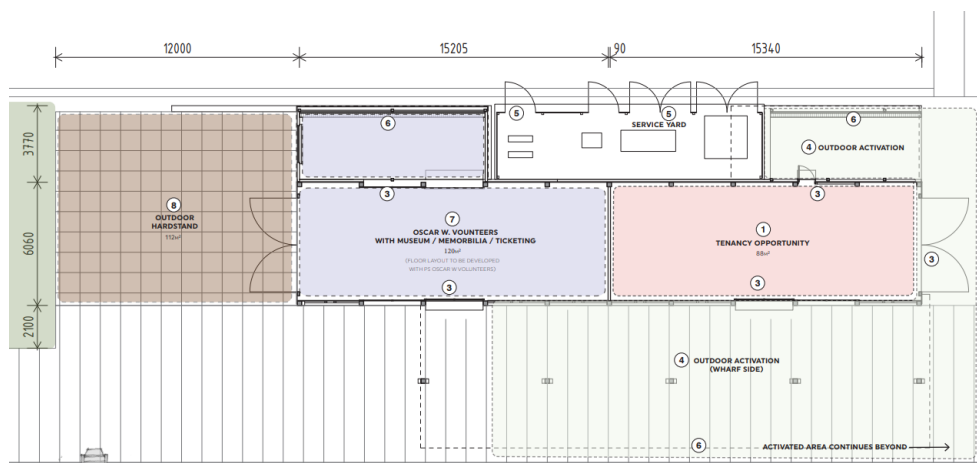 12000
15205
90
15340
3770
6060
2100
5
5
SERVICE YARD
6
6
4 OUTDOOR ACTIVATION
3
3
8
OUTDOOR
HARDSTAND
112m²
7
OSCAR W. VOUNTEERS
WITH MUSEUM / MEMORBILIA / TICKETING
120m²
(FLOOR LAYOUT TO BE DEVELOPED
WITH PS OSCAR W VOLUNTEERS)
1
TENANCY OPPORTUNITY
88m²
3
3
3
4 OUTDOOR ACTIVATION
(WHARF SIDE)
6
ACTIVATED AREA CONTINUES BEYOND